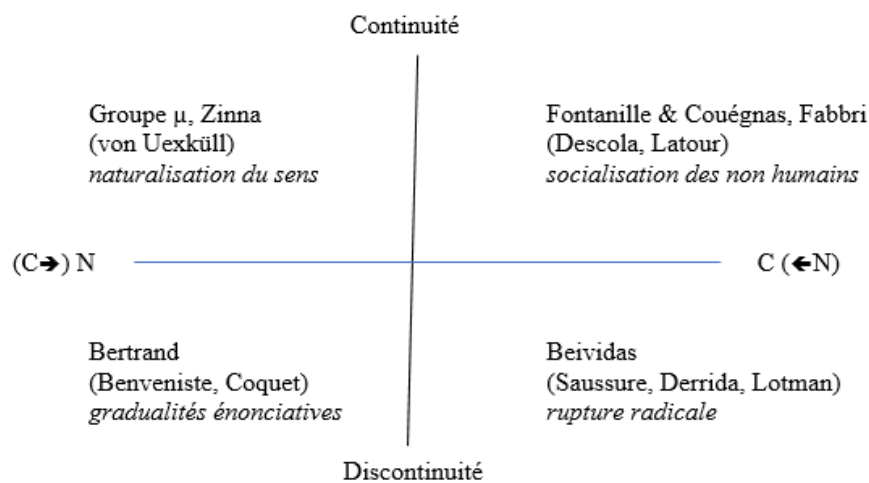 Continuité
Groupe µ, Zinna
(von Uexküll)
naturalisation du sens
Fontanille & Couégnas, Fabbri
(Descola, Latour)
socialisation des non humains
(C➔) N
C (🡸N)
Bertrand
(Benveniste, Coquet)
gradualités énonciatives
Beividas
(Saussure, Derrida, Lotman)
rupture radicale
Discontinuité